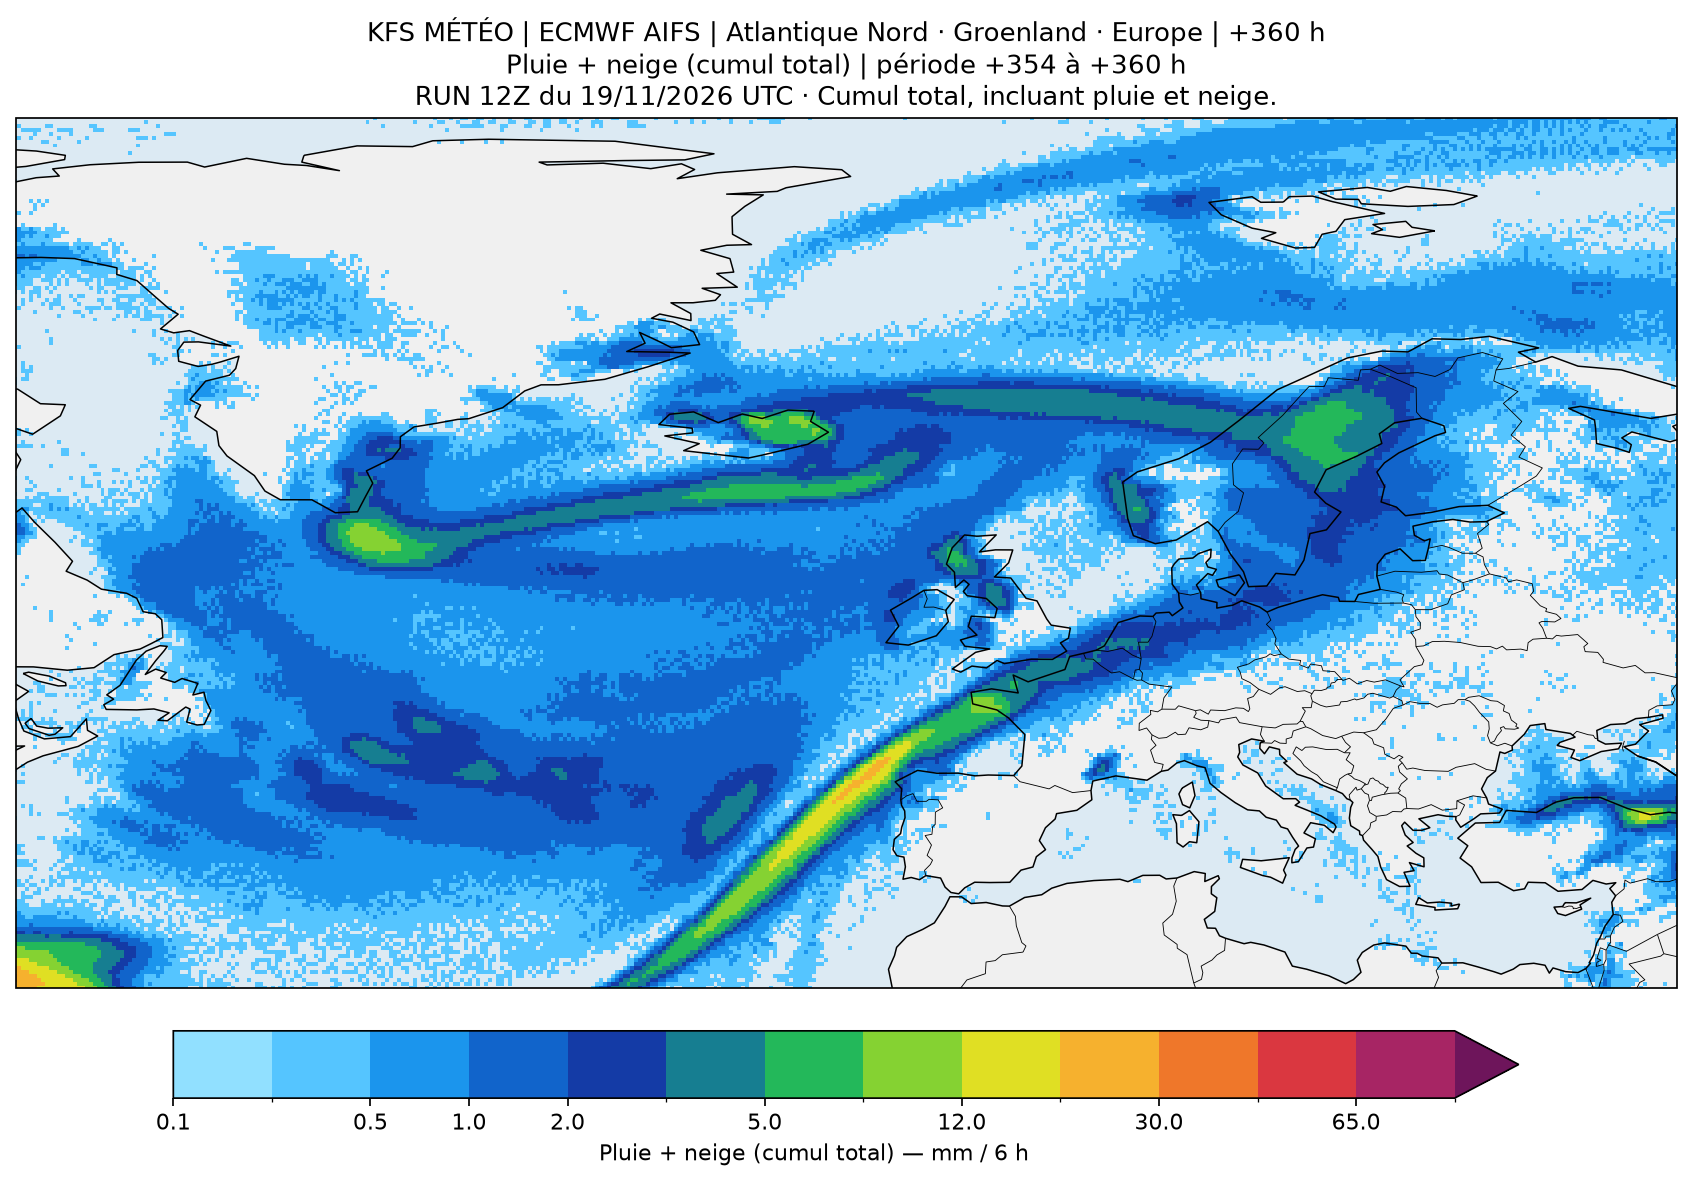 KFS MÉTÉO | ECMWF AIFS | Atlantique Nord · Groenland · Europe | +360 h
Pluie + neige (cumul total) | période +354 à +360 h
RUN 12Z du 19/11/2026 UTC · Cumul total, incluant pluie et neige.
0.1 0.5 1.0 2.0 5.0 12.0 30.0 65.0
Pluie + neige (cumul total) — mm / 6 h